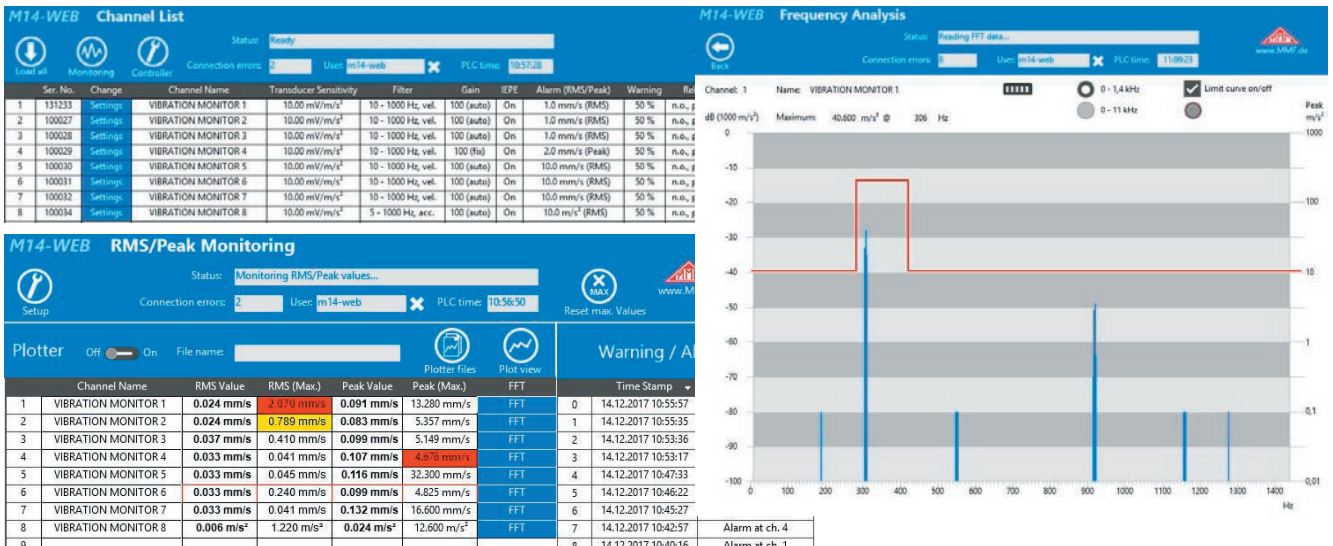 M14-WEB Channel List
Status: Ready
Load all Monitoring Controller Connection errors: 2 User: m14-web PLC time: 10:57:28
Ser. No. Change Channel Name Transducer Sensitivity Filter Gain IEPE Alarm (RMS/Peak) Warning Rel
1 131233 Settings VIBRATION MONITOR 1 10.00 mV/m/s² 10 - 1000 Hz, vel. 100 (auto) On 1.0 mm/s (RMS) 50 % n.o., p
2 100027 Settings VIBRATION MONITOR 2 10.00 mV/m/s² 10 - 1000 Hz, vel. 100 (auto) On 1.0 mm/s (RMS) 50 % n.o., p
3 100028 Settings VIBRATION MONITOR 3 10.00 mV/m/s² 10 - 1000 Hz, vel. 100 (auto) On 1.0 mm/s (RMS) 50 % n.o., p
4 100029 Settings VIBRATION MONITOR 4 10.00 mV/m/s² 10 - 1000 Hz, vel. 100 (fix) On 2.0 mm/s (Peak) 50 % n.o., p
5 100030 Settings VIBRATION MONITOR 5 10.00 mV/m/s² 10 - 1000 Hz, vel. 100 (auto) On 10.0 mm/s (RMS) 50 % n.o., p
6 100031 Settings VIBRATION MONITOR 6 10.00 mV/m/s² 10 - 1000 Hz, vel. 100 (auto) On 10.0 mm/s (RMS) 50 % n.o., p
7 100032 Settings VIBRATION MONITOR 7 10.00 mV/m/s² 10 - 1000 Hz, vel. 100 (auto) On 10.0 mm/s (RMS) 50 % n.o., p
8 100034 Settings VIBRATION MONITOR 8 10.00 mV/m/s² 5 - 1000 Hz, acc. 100 (auto) On 10.0 m/s² (RMS) 50 % n.o., p
M14-WEB RMS/Peak Monitoring
Status: Monitoring RMS/Peak values...
Setup Connection errors: 2 User: m14-web PLC time: 10:56:50 MAX Reset max. Values www.M
Plotter Off On File name: Plotter files Plot view Warning / Al
Channel Name RMS Value RMS (Max.) Peak Value Peak (Max.) FFT Time Stamp
1 VIBRATION MONITOR 1 0.024 mm/s 2.070 mm/s 0.091 mm/s 13.280 mm/s FFT 0 14.12.2017 10:55:57
2 VIBRATION MONITOR 2 0.024 mm/s 0.789 mm/s 0.083 mm/s 5.357 mm/s FFT 1 14.12.2017 10:55:35
3 VIBRATION MONITOR 3 0.037 mm/s 0.410 mm/s 0.099 mm/s 5.149 mm/s FFT 2 14.12.2017 10:53:36
4 VIBRATION MONITOR 4 0.033 mm/s 0.041 mm/s 0.107 mm/s 4.676 mm/s FFT 3 14.12.2017 10:53:17
5 VIBRATION MONITOR 5 0.033 mm/s 0.045 mm/s 0.116 mm/s 32.300 mm/s FFT 4 14.12.2017 10:47:33
6 VIBRATION MONITOR 6 0.033 mm/s 0.240 mm/s 0.099 mm/s 4.825 mm/s FFT 5 14.12.2017 10:46:22
7 VIBRATION MONITOR 7 0.033 mm/s 0.041 mm/s 0.132 mm/s 16.600 mm/s FFT 6 14.12.2017 10:45:27
8 VIBRATION MONITOR 8 0.006 m/s² 1.220 m/s² 0.024 m/s² 12.600 m/s² FFT 7 14.12.2017 10:42:57 Alarm at ch. 4
9 8 14.12.2017 10:40:16 Alarm at ch. 1
M14-WEB Frequency Analysis
Status: Reading FFT data...
Back Connection errors: 8 User: m14-web PLC time: 11:09:23 www.MMF.de
Channel: 1 Name: VIBRATION MONITOR 1 0 - 1,4 kHz Limit curve on/off
dB (1000 m/s²) Maximum: 40.600 m/s² @ 306 Hz 0 - 11 kHz Peak m/s²
0 1000
-10
-20 100
-30
-40 10
-50
-60 1
-70
-80 0,1
-90
-100 0,01
0 100 200 300 400 500 600 700 800 900 1000 1100 1200 1300 1400
Hz